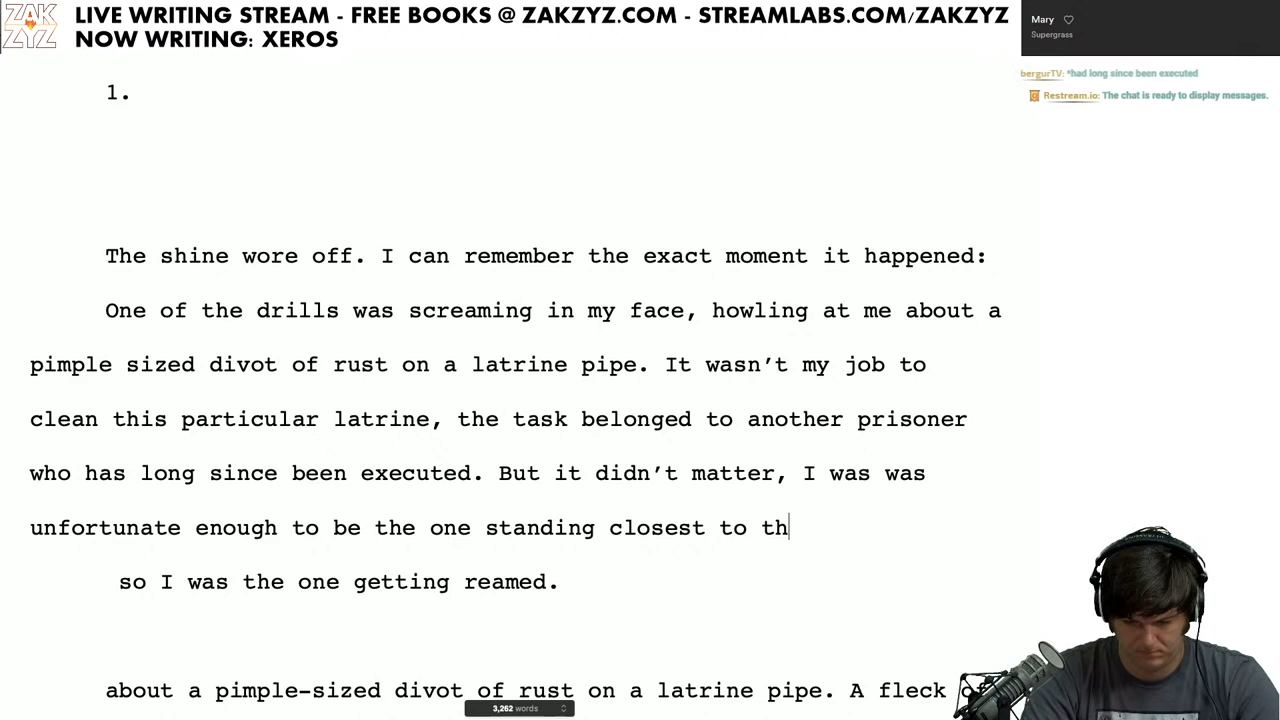 ZAK
ZYZ
LIVE WRITING STREAM - FREE BOOKS @ ZAKZYZ.COM - STREAMLABS.COM/ZAKZYZ
NOW WRITING: XEROS
Mary
Supergrass
bergurTV: *had long since been executed
Restream.io: The chat is ready to display messages.
1.
The shine wore off. I can remember the exact moment it happened:
One of the drills was screaming in my face, howling at me about a
pimple sized divot of rust on a latrine pipe. It wasn’t my job to
clean this particular latrine, the task belonged to another prisoner
who has long since been executed. But it didn’t matter, I was was
unfortunate enough to be the one standing closest to th
so I was the one getting reamed.
about a pimple-sized divot of rust on a latrine pipe. A fleck of
3,262 words